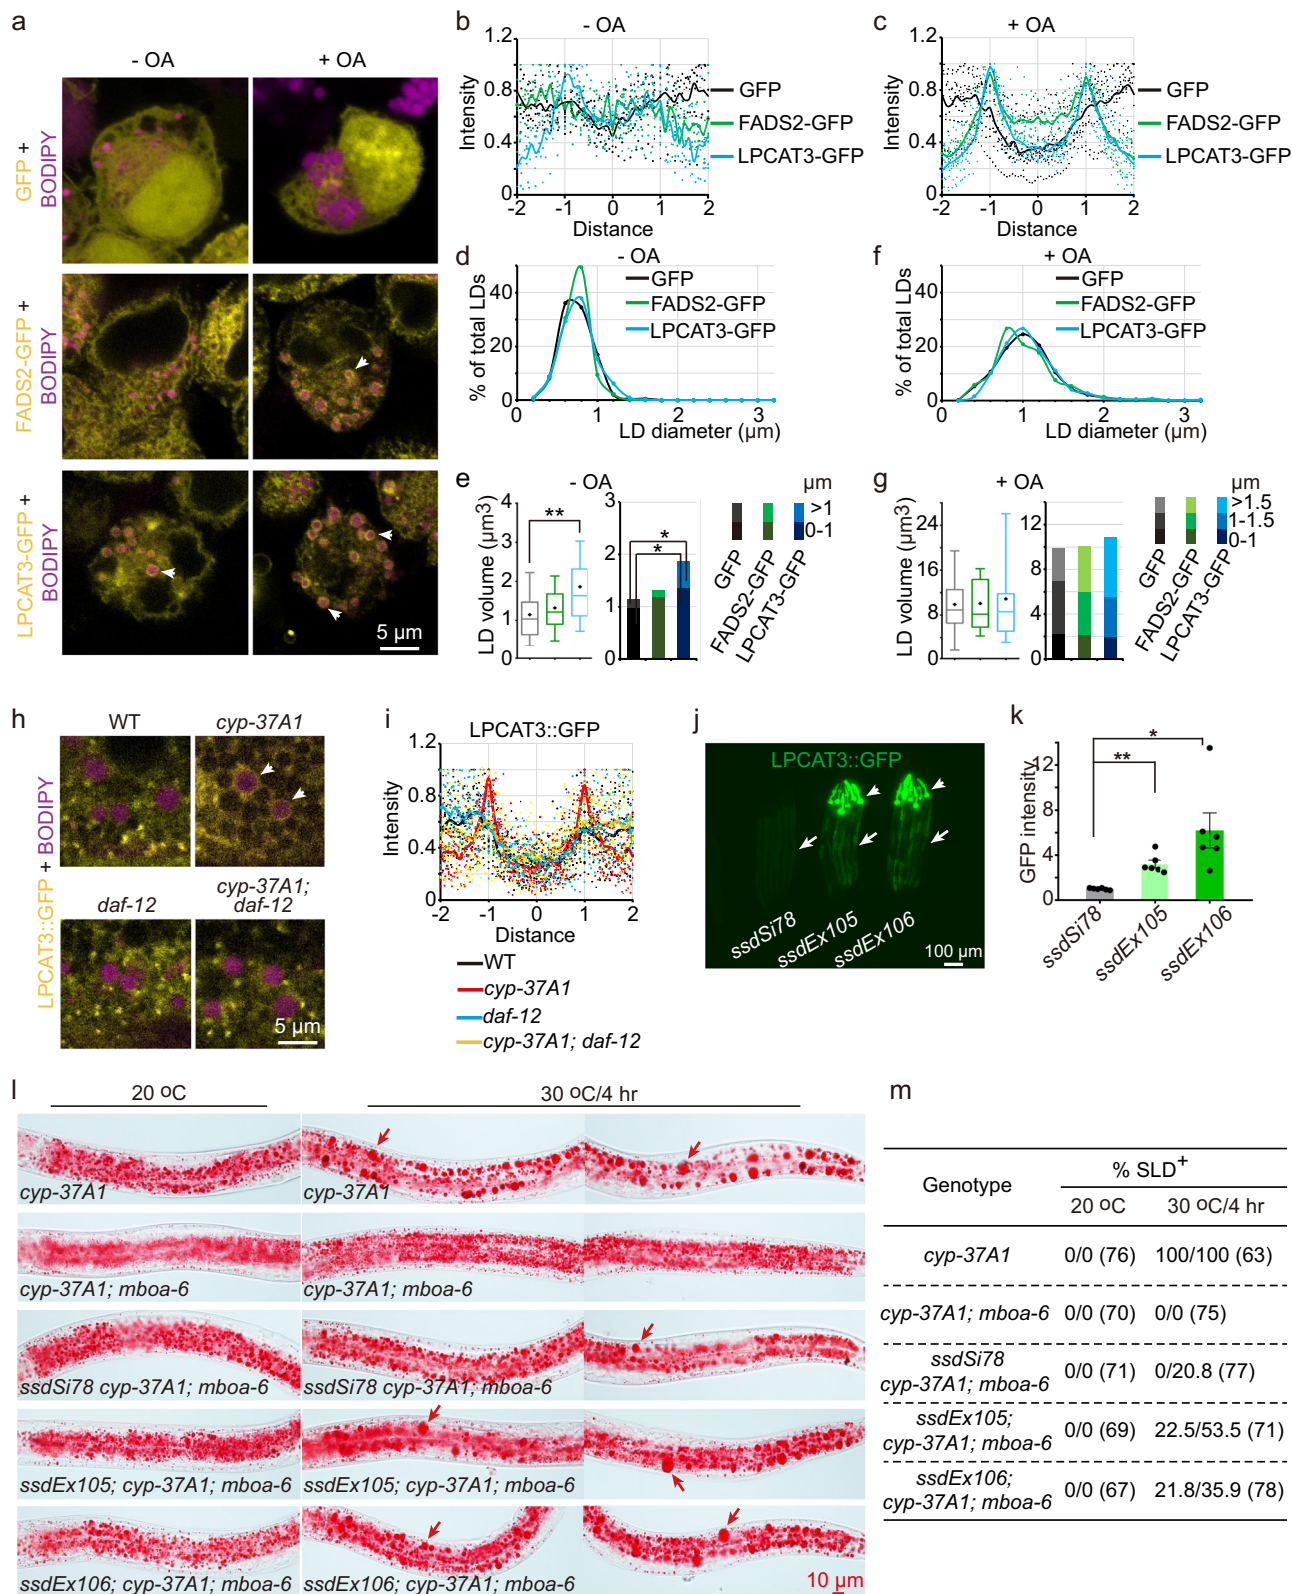 a
- OA
+ OA
GFP +
BODIPY
FADS2-GFP +
BODIPY
LPCAT3-GFP +
BODIPY
5 µm
b
- OA
1.2
0.8
0.4
0
Intensity
-2 -1 0 1 2
Distance
GFP
FADS2-GFP
LPCAT3-GFP
c
+ OA
1.2
0.8
0.4
0
Intensity
-2 -1 0 1 2
Distance
GFP
FADS2-GFP
LPCAT3-GFP
d
- OA
40
20
0
% of total LDs
0 1 2 3
LD diameter (µm)
GFP
FADS2-GFP
LPCAT3-GFP
f
+ OA
40
20
0
% of total LDs
0 1 2 3
LD diameter (µm)
GFP
FADS2-GFP
LPCAT3-GFP
e
- OA
LD volume (µm3)
4
3
2
1
0
**
3
2
1
0
*
*
µm
>1
0-1
GFP
FADS2-GFP
LPCAT3-GFP
g
+ OA
LD volume (µm3)
24
16
8
0
12
8
4
0
µm
>1.5
1-1.5
0-1
GFP
FADS2-GFP
LPCAT3-GFP
h
WT
cyp-37A1
daf-12
cyp-37A1;
daf-12
LPCAT3::GFP + BODIPY
5 µm
i
LPCAT3::GFP
1.2
0.8
0.4
0
Intensity
-2 -1 0 1 2
Distance
WT
cyp-37A1
daf-12
cyp-37A1; daf-12
j
LPCAT3::GFP
ssdSi78
ssdEx105
ssdEx106
100 µm
k
GFP intensity
12
8
4
0
**
*
ssdSi78
ssdEx105
ssdEx106
l
20 oC
30 oC/4 hr
cyp-37A1
cyp-37A1
cyp-37A1; mboa-6
cyp-37A1; mboa-6
ssdSi78 cyp-37A1; mboa-6
ssdSi78 cyp-37A1; mboa-6
ssdEx105; cyp-37A1; mboa-6
ssdEx105; cyp-37A1; mboa-6
ssdEx106; cyp-37A1; mboa-6
ssdEx106; cyp-37A1; mboa-6
10 µm
m
Genotype
% SLD+
20 oC 30 oC/4 hr
cyp-37A1 0/0 (76) 100/100 (63)
cyp-37A1; mboa-6 0/0 (70) 0/0 (75)
ssdSi78
cyp-37A1; mboa-6 0/0 (71) 0/20.8 (77)
ssdEx105;
cyp-37A1; mboa-6 0/0 (69) 22.5/53.5 (71)
ssdEx106;
cyp-37A1; mboa-6 0/0 (67) 21.8/35.9 (78)